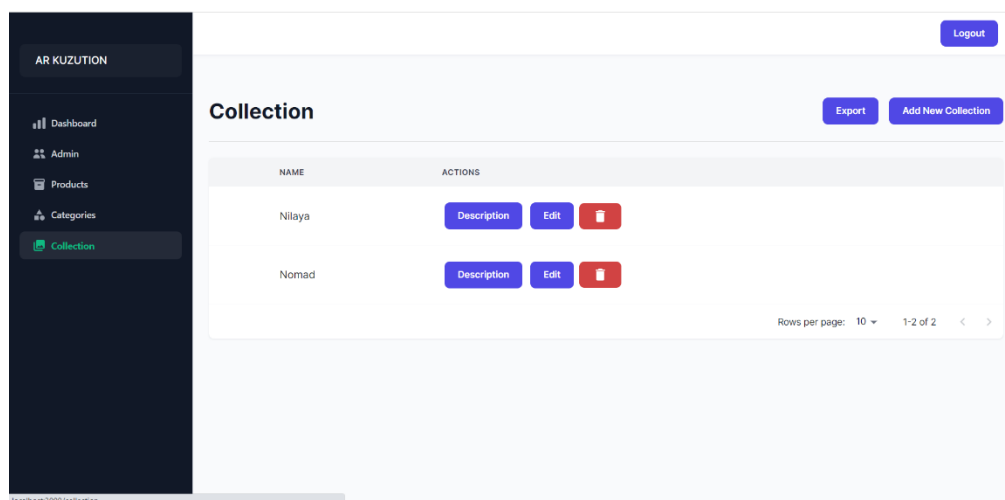 Logout
AR KUZUTION
Dashboard
Admin
Products
Categories
Collection
Collection
Export
Add New Collection
NAME ACTIONS
Nilaya Description Edit
Nomad Description Edit
Rows per page: 10 1-2 of 2